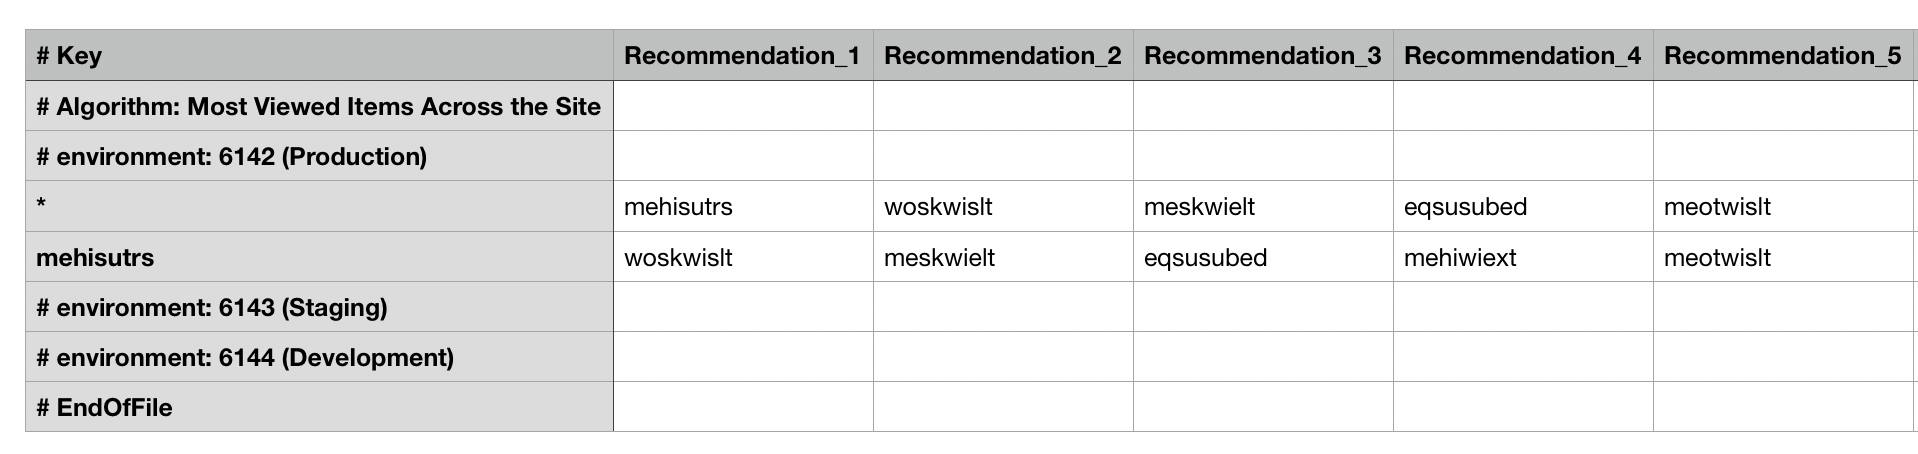 # Key Recommendation_1 Recommendation_2 Recommendation_3 Recommendation_4 Recommendation_5
# Algorithm: Most Viewed Items Across the Site
# environment: 6142 (Production)
* mehisutrs woskwislt meskwielt eqsusubed meotwislt
mehisutrs woskwislt meskwielt eqsusubed mehiwiext meotwislt
# environment: 6143 (Staging)
# environment: 6144 (Development)
# EndOfFile